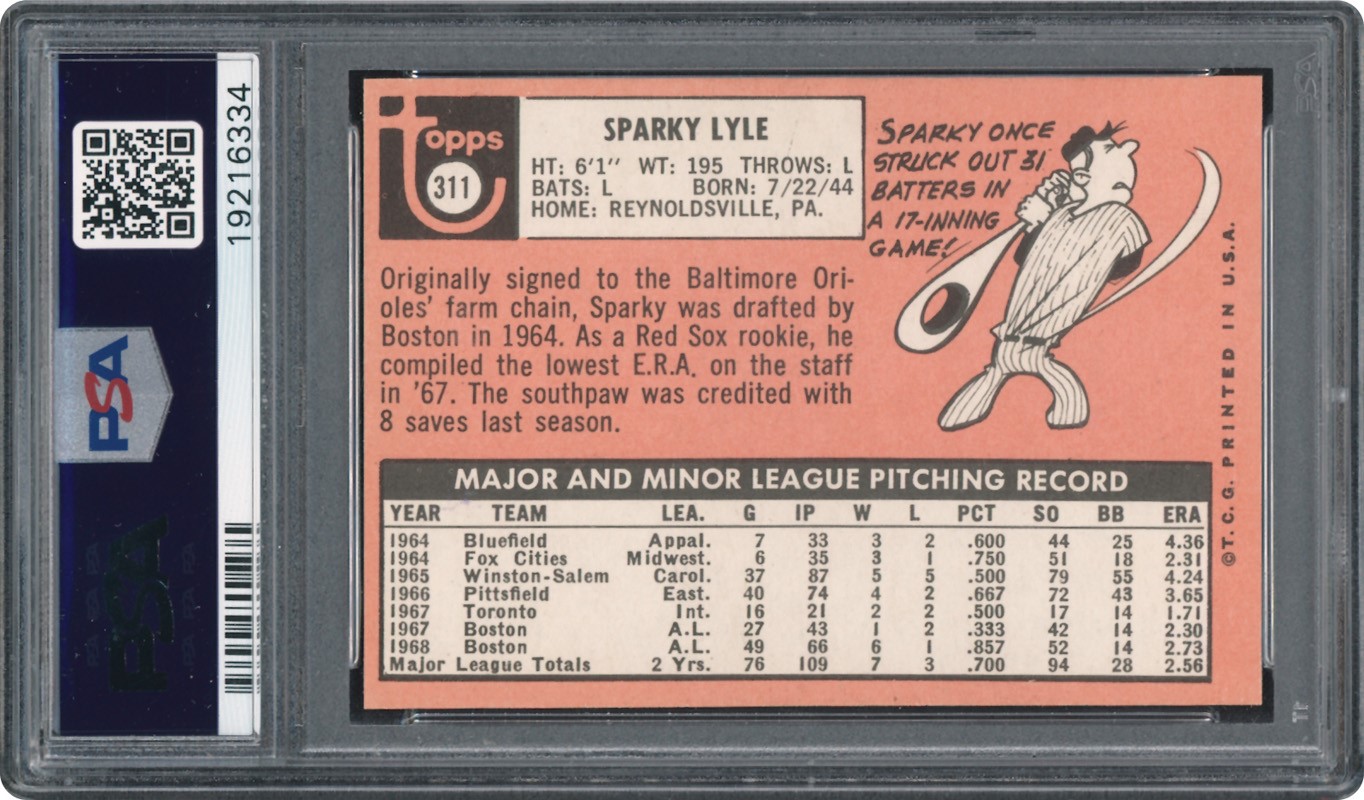 19216334
PSA
PSA
Topps
311
SPARKY LYLE
HT: 6'1" WT: 195 THROWS: L
BATS: L BORN: 7/22/44
HOME: REYNOLDSVILLE, PA.
SPARKY ONCE
STRUCK OUT 31
BATTERS IN
A 17-INNING
GAME!
Originally signed to the Baltimore Ori-
oles' farm chain, Sparky was drafted by
Boston in 1964. As a Red Sox rookie, he
compiled the lowest E.R.A. on the staff
in '67. The southpaw was credited with
8 saves last season.
MAJOR AND MINOR LEAGUE PITCHING RECORD
YEAR TEAM LEA. G IP W L PCT SO BB ERA
1964 Bluefield Appal. 7 33 3 2 .600 44 25 4.36
1964 Fox Cities Midwest. 6 35 3 1 .750 51 18 2.31
1965 Winston-Salem Carol. 37 87 5 5 .500 79 55 4.24
1966 Pittsfield East. 40 74 4 2 .667 72 43 3.65
1967 Toronto Int. 16 21 2 2 .500 17 14 1.71
1967 Boston A.L. 27 43 1 2 .333 42 14 2.30
1968 Boston A.L. 49 66 6 1 .857 52 14 2.73
Major League Totals 2 Yrs. 76 109 7 3 .700 94 28 2.56
©T.C.G. PRINTED IN U.S.A.